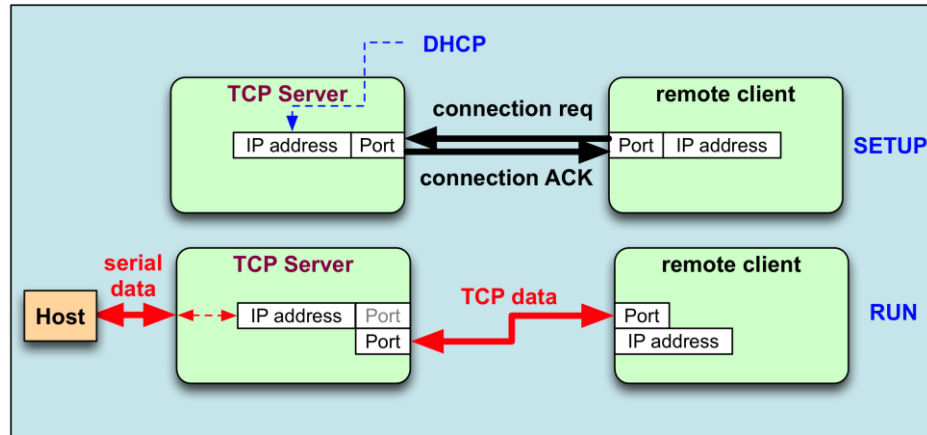 DHCP
TCP Server
remote client
connection req
IP address Port
Port IP address
SETUP
connection ACK
serial
data
TCP Server
remote client
TCP data
Host
IP address Port
Port
RUN
Port
IP address